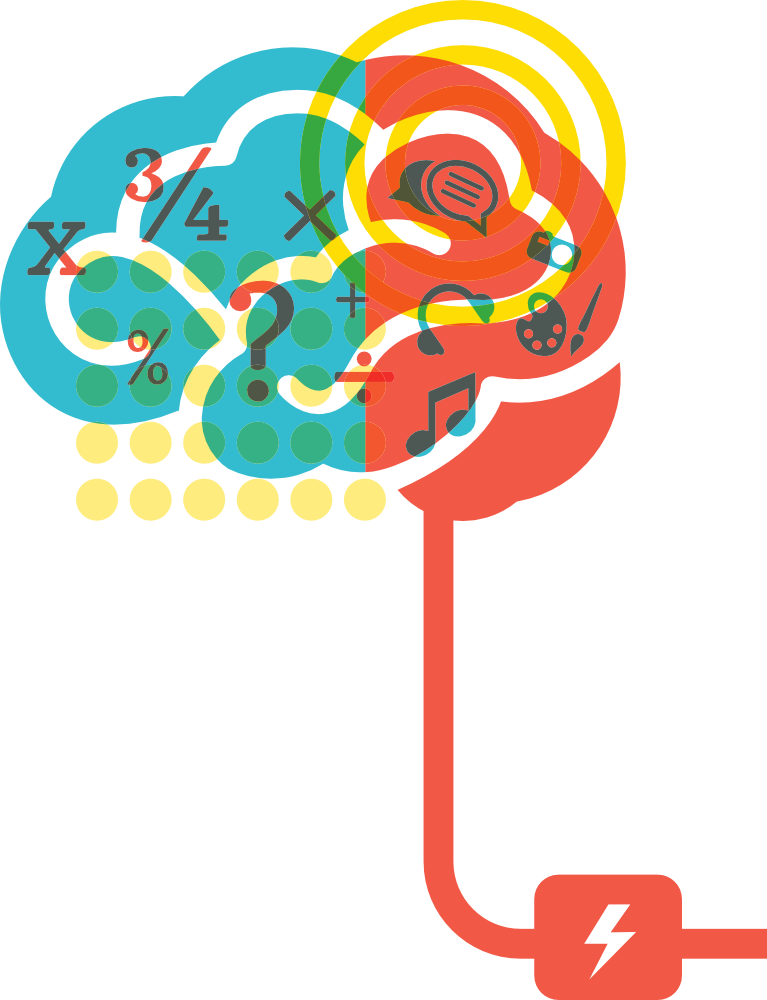 ¾ ×
x
? +
%
÷